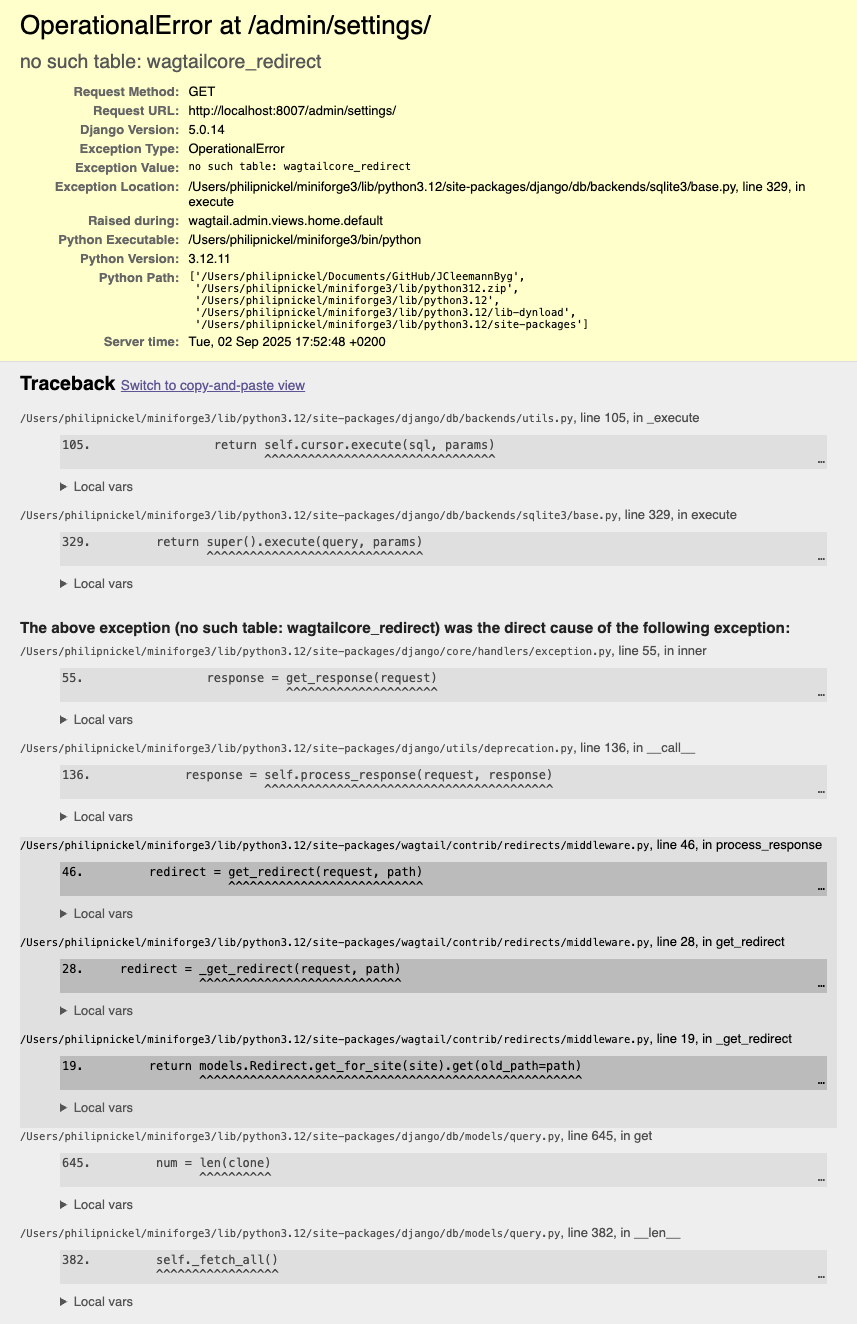 OperationalError at /admin/settings/
no such table: wagtailcore_redirect
Request Method: GET
Request URL: http://localhost:8007/admin/settings/
Django Version: 5.0.14
Exception Type: OperationalError
Exception Value: no such table: wagtailcore_redirect
Exception Location: /Users/philipnickel/miniforge3/lib/python3.12/site-packages/django/db/backends/sqlite3/base.py, line 329, in
execute
Raised during: wagtail.admin.views.home.default
Python Executable: /Users/philipnickel/miniforge3/bin/python
Python Version: 3.12.11
Python Path: ['/Users/philipnickel/Documents/GitHub/JCleemannByg',
'/Users/philipnickel/miniforge3/lib/python312.zip',
'/Users/philipnickel/miniforge3/lib/python3.12',
'/Users/philipnickel/miniforge3/lib/python3.12/lib-dynload',
'/Users/philipnickel/miniforge3/lib/python3.12/site-packages']
Server time: Tue, 02 Sep 2025 17:52:48 +0200
Traceback Switch to copy-and-paste view
/Users/philipnickel/miniforge3/lib/python3.12/site-packages/django/db/backends/utils.py, line 105, in _execute
105. return self.cursor.execute(sql, params)
^^^^^^^^^^^^^^^^^^^^^^^^^^^^^^^^ …
▶ Local vars
/Users/philipnickel/miniforge3/lib/python3.12/site-packages/django/db/backends/sqlite3/base.py, line 329, in execute
329. return super().execute(query, params)
^^^^^^^^^^^^^^^^^^^^^^^^^^^^^^ …
▶ Local vars
The above exception (no such table: wagtailcore_redirect) was the direct cause of the following exception:
/Users/philipnickel/miniforge3/lib/python3.12/site-packages/django/core/handlers/exception.py, line 55, in inner
55. response = get_response(request)
^^^^^^^^^^^^^^^^^^^^^ …
▶ Local vars
/Users/philipnickel/miniforge3/lib/python3.12/site-packages/django/utils/deprecation.py, line 136, in __call__
136. response = self.process_response(request, response)
^^^^^^^^^^^^^^^^^^^^^^^^^^^^^^^^^^^^^^^^ …
▶ Local vars
/Users/philipnickel/miniforge3/lib/python3.12/site-packages/wagtail/contrib/redirects/middleware.py, line 46, in process_response
46. redirect = get_redirect(request, path)
^^^^^^^^^^^^^^^^^^^^^^^^^^^ …
▶ Local vars
/Users/philipnickel/miniforge3/lib/python3.12/site-packages/wagtail/contrib/redirects/middleware.py, line 28, in get_redirect
28. redirect = _get_redirect(request, path)
^^^^^^^^^^^^^^^^^^^^^^^^^^^^ …
▶ Local vars
/Users/philipnickel/miniforge3/lib/python3.12/site-packages/wagtail/contrib/redirects/middleware.py, line 19, in _get_redirect
19. return models.Redirect.get_for_site(site).get(old_path=path)
^^^^^^^^^^^^^^^^^^^^^^^^^^^^^^^^^^^^^^^^^^^^^^^^^^^^^ …
▶ Local vars
/Users/philipnickel/miniforge3/lib/python3.12/site-packages/django/db/models/query.py, line 645, in get
645. num = len(clone)
^^^^^^^^^^ …
▶ Local vars
/Users/philipnickel/miniforge3/lib/python3.12/site-packages/django/db/models/query.py, line 382, in __len__
382. self._fetch_all()
^^^^^^^^^^^^^^^^^ …
▶ Local vars